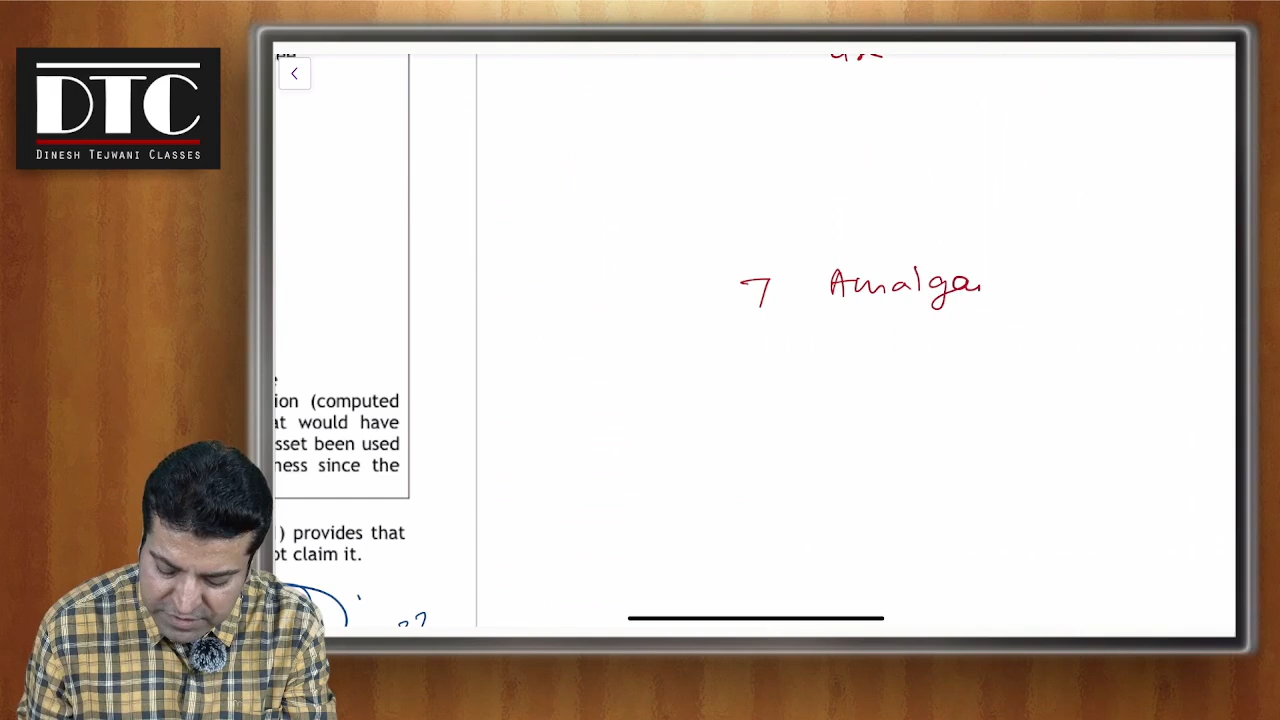 DTC
DINESH TEJWANI CLASSES
ion (computed
at would have
sset been used
ness since the
) provides that
ot claim it.
7 Amalga
??